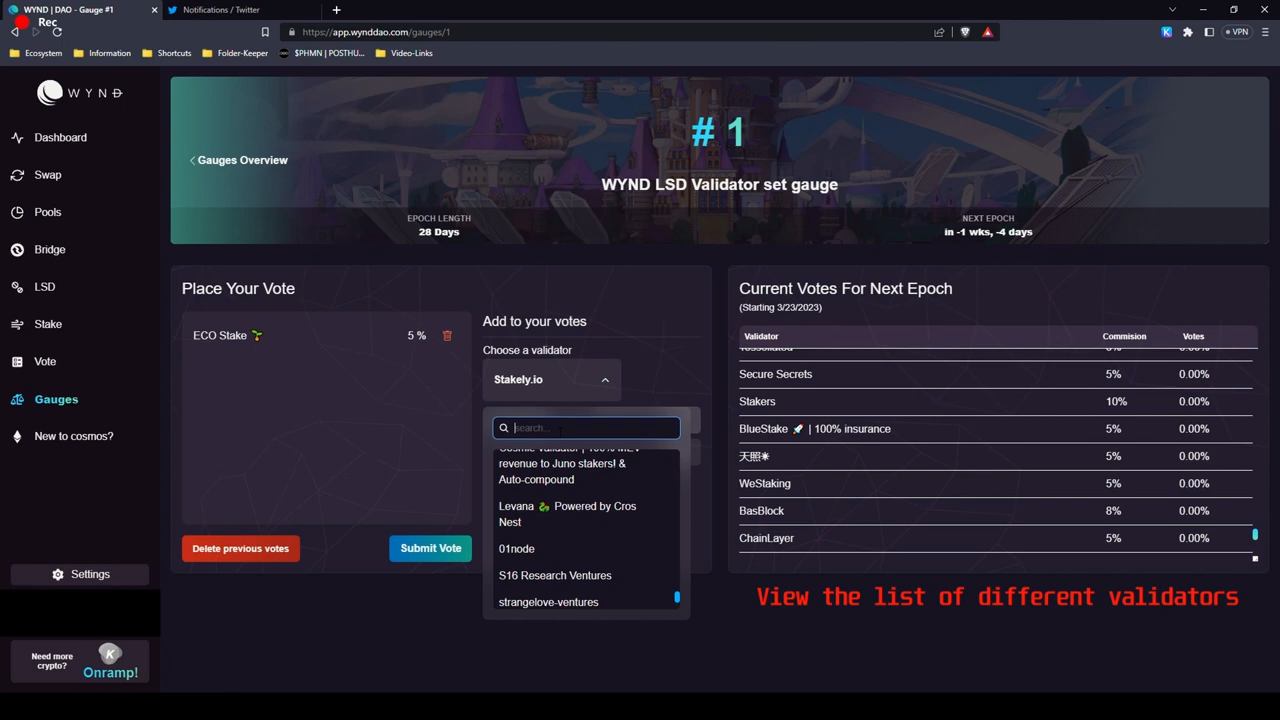 WYND | DAO - Gauge #1
Notifications / Twitter
Rec
https://app.wynddao.com/gauges/1
VPN
Ecosystem
Information
Shortcuts
Folder-Keeper
$PHMN | POSTHU...
Video-Links
WYND
Dashboard
Swap
Pools
Bridge
LSD
Stake
Vote
Gauges
New to cosmos?
Settings
Need more
crypto?
K
Onramp!
Gauges Overview
# 1
WYND LSD Validator set gauge
EPOCH LENGTH
28 Days
NEXT EPOCH
in -1 wks, -4 days
Place Your Vote
ECO Stake 🌱 5 %
Delete previous votes
Submit Vote
Add to your votes
Choose a validator
Stakely.io
search...
Cosmic Validator | 100% MEV
revenue to Juno stakers! &
Auto-compound
Levana 🐉 Powered by Cros
Nest
01node
S16 Research Ventures
strangelove-ventures
Current Votes For Next Epoch
(Starting 3/23/2023)
Validator Commision Votes
Secure Secrets 5% 0.00%
Stakers 10% 0.00%
BlueStake 🚀 | 100% insurance 5% 0.00%
天照☀ 5% 0.00%
WeStaking 5% 0.00%
BasBlock 8% 0.00%
ChainLayer 5% 0.00%
View the list of different validators